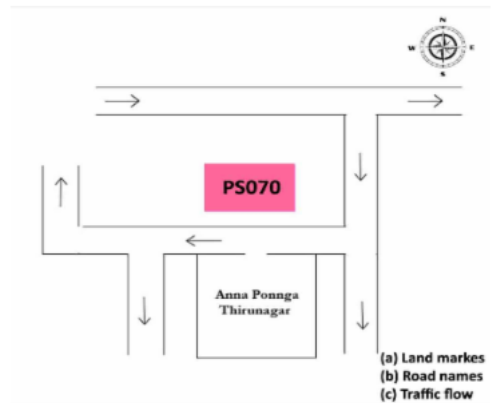 N
W E
S
PS070
Anna Ponnga
Thirunagar
(a) Land markes
(b) Road names
(c) Traffic flow